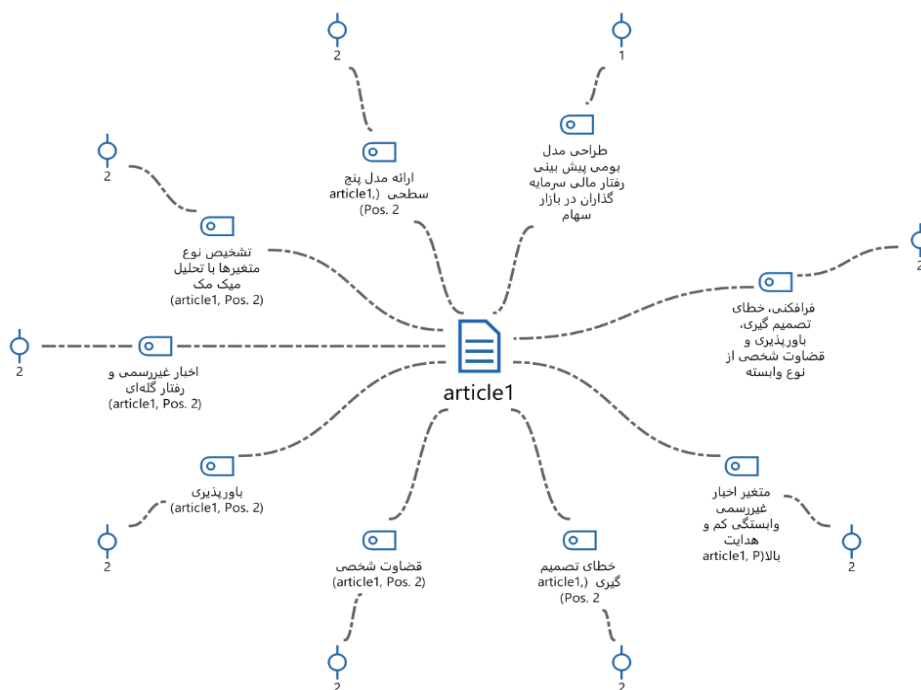 2
1
2
2
2
2
2
2
2
2
طراحی مدل
بومی پیش بینی
رفتار مالی سرمایه
گذاران در بازار
سهام
ارائه مدل پنج
سطحی (article1,
Pos. 2)
تشخیص نوع
متغیرها با تحلیل
میک مک
(article1, Pos. 2)
فرافکنی، خطای
تصمیم گیری،
باورپذیری و
قضاوت شخصی از
نوع وابسته
اخبار غیررسمی و
رفتار گله‌ای
(article1, Pos. 2)
article1
باورپذیری
(article1, Pos. 2)
متغیر اخبار
غیررسمی
وابستگی کم و
هدایت
بالا(article1, P
قضاوت شخصی
(article1, Pos. 2)
خطای تصمیم
گیری (article1,
Pos. 2)